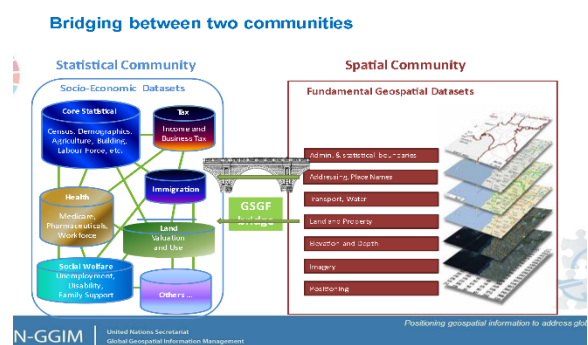 Bridging between two communities
Statistical Community
Spatial Community
Socio-Economic Datasets
Core Statistical
Census, Demographics,
Agriculture, Building,
Labour Force, etc.
Tax
Income and
Business Tax
Immigration
Health
Medicare,
Pharmaceuticals,
Workforce
Land
Valuation
and Use
Social Welfare
Unemployment,
Disability,
Family Support
Others ...
GSGF
bridge
Fundamental Geospatial Datasets
Admin. & statistical boundaries
Addressing, Place Names
Transport, Water
Land and Property
Elevation and Depth
Imagery
Positioning
Positioning geospatial information to address glo
N-GGIM
United Nations Secretariat
Global Geospatial Information Management